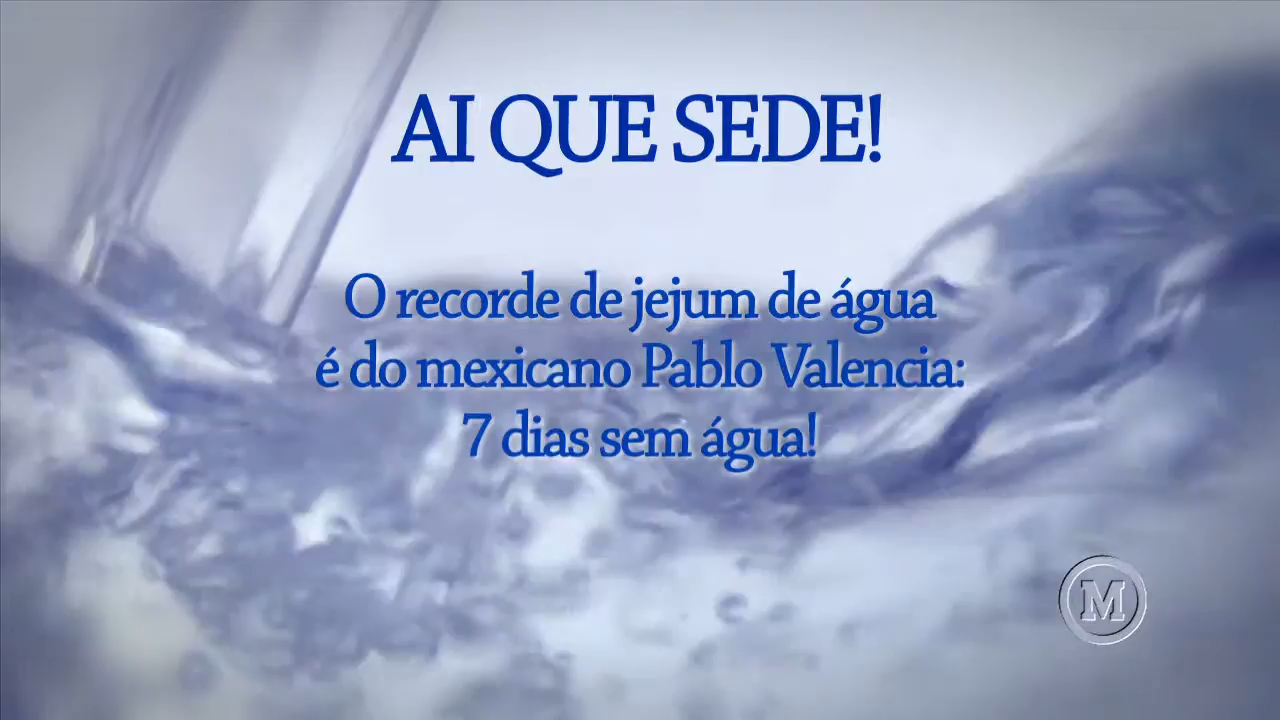 AI QUE SEDE!
O recorde de jejum de água
é do mexicano Pablo Valencia:
7 dias sem água!
M